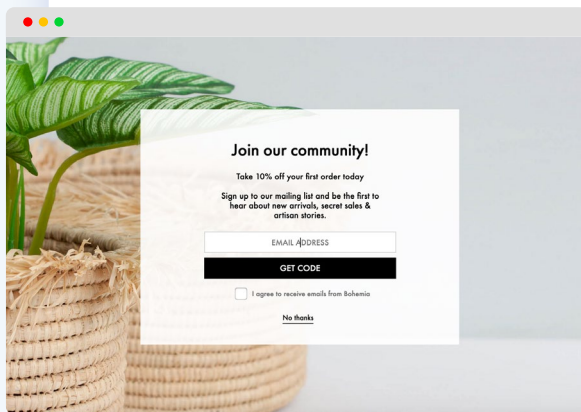 Join our community!
Take 10% off your first order today
Sign up to our mailing list and be the first to
hear about new arrivals, secret sales &
artisan stories.
EMAIL ADDRESS
GET CODE
I agree to receive emails from Bohemia
No thanks